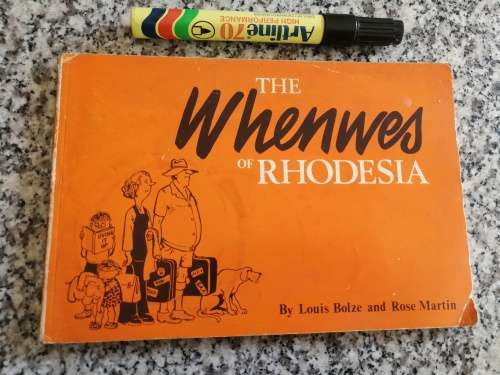 Artline 70
HIGH PERFORMANCE
THE
Whenwes
OF RHODESIA
By Louis Bolze and Rose Martin